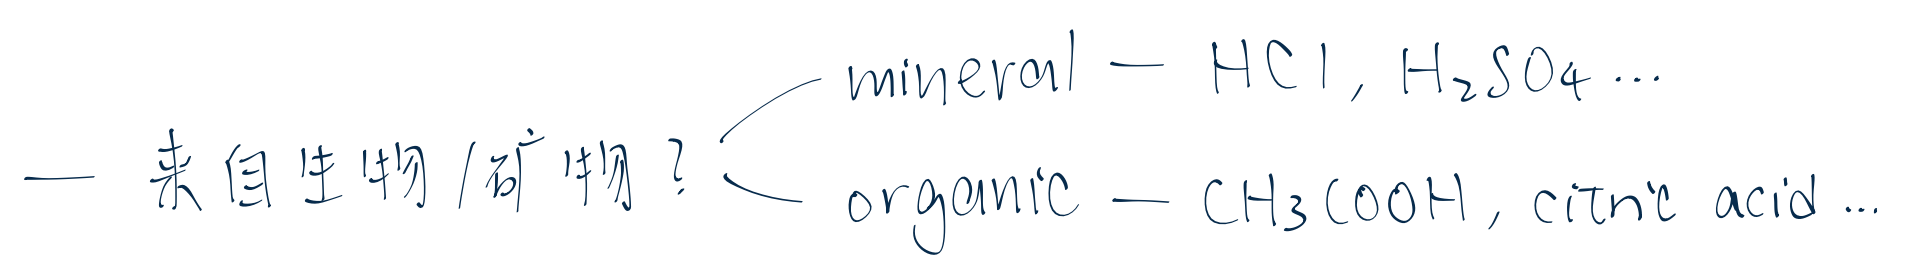 mineral — HCl, H₂SO4 ...
— 来自生物/矿物?
organic — CH3COOH, citric acid ...